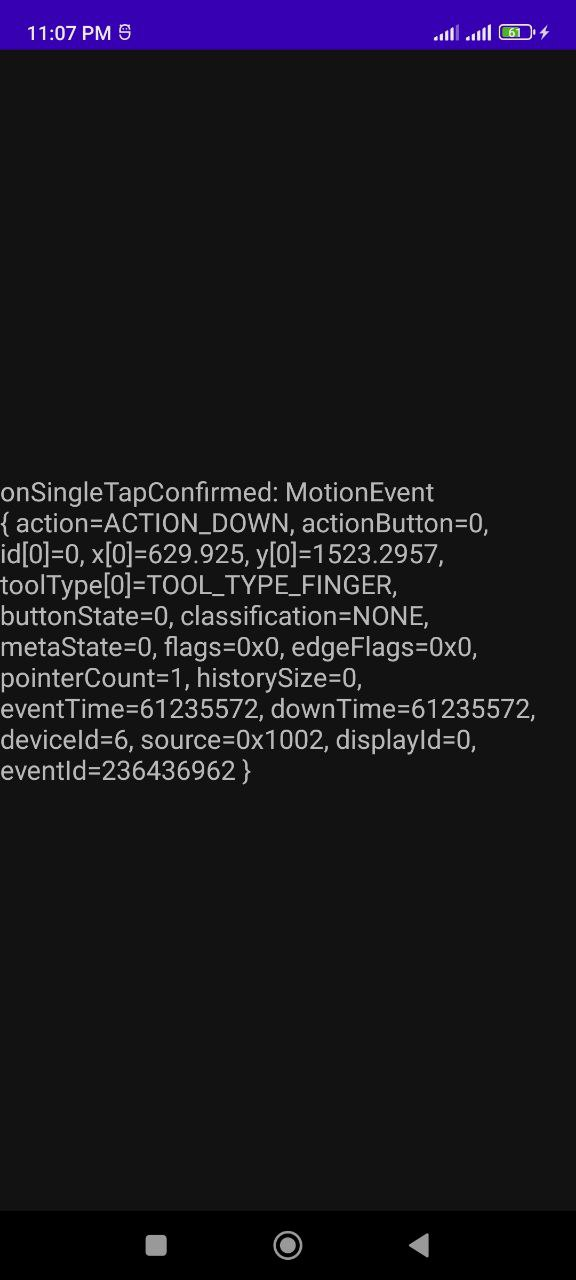 11:07 PM
61
onSingleTapConfirmed: MotionEvent
{ action=ACTION_DOWN, actionButton=0,
id[0]=0, x[0]=629.925, y[0]=1523.2957,
toolType[0]=TOOL_TYPE_FINGER,
buttonState=0, classification=NONE,
metaState=0, flags=0x0, edgeFlags=0x0,
pointerCount=1, historySize=0,
eventTime=61235572, downTime=61235572,
deviceId=6, source=0x1002, displayId=0,
eventId=236436962 }